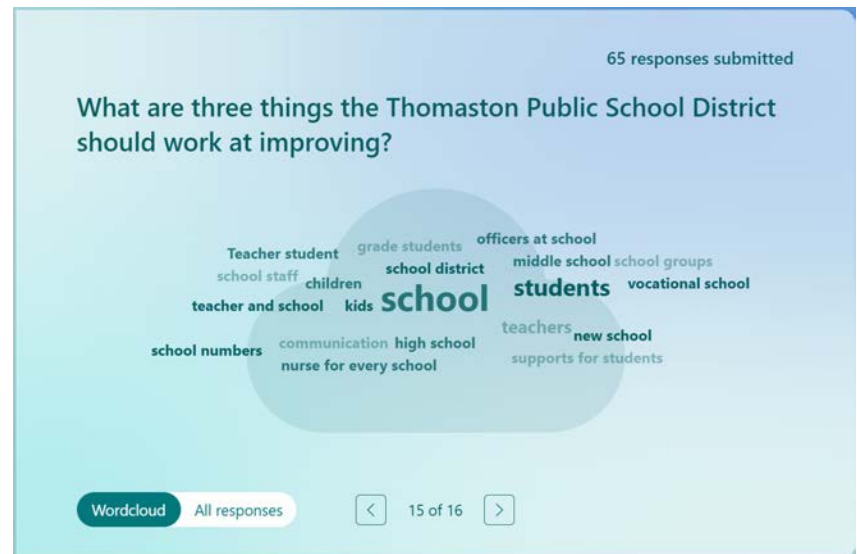 65 responses submitted
What are three things the Thomaston Public School District
should work at improving?
officers at school
grade students
Teacher student
middle school school groups
school district
school staff children
students vocational school
teacher and school kids school
teachers
new school
communication high school
school numbers
supports for students
nurse for every school
Wordcloud All responses < 15 of 16 >